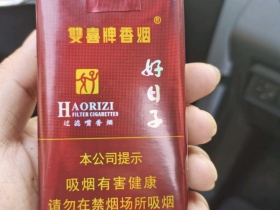 雙喜牌香烟
好日子
HAORIZI
FILTER CIGARETTES
过滤嘴香烟
本公司提示
吸烟有害健康
请勿在禁烟场所吸烟